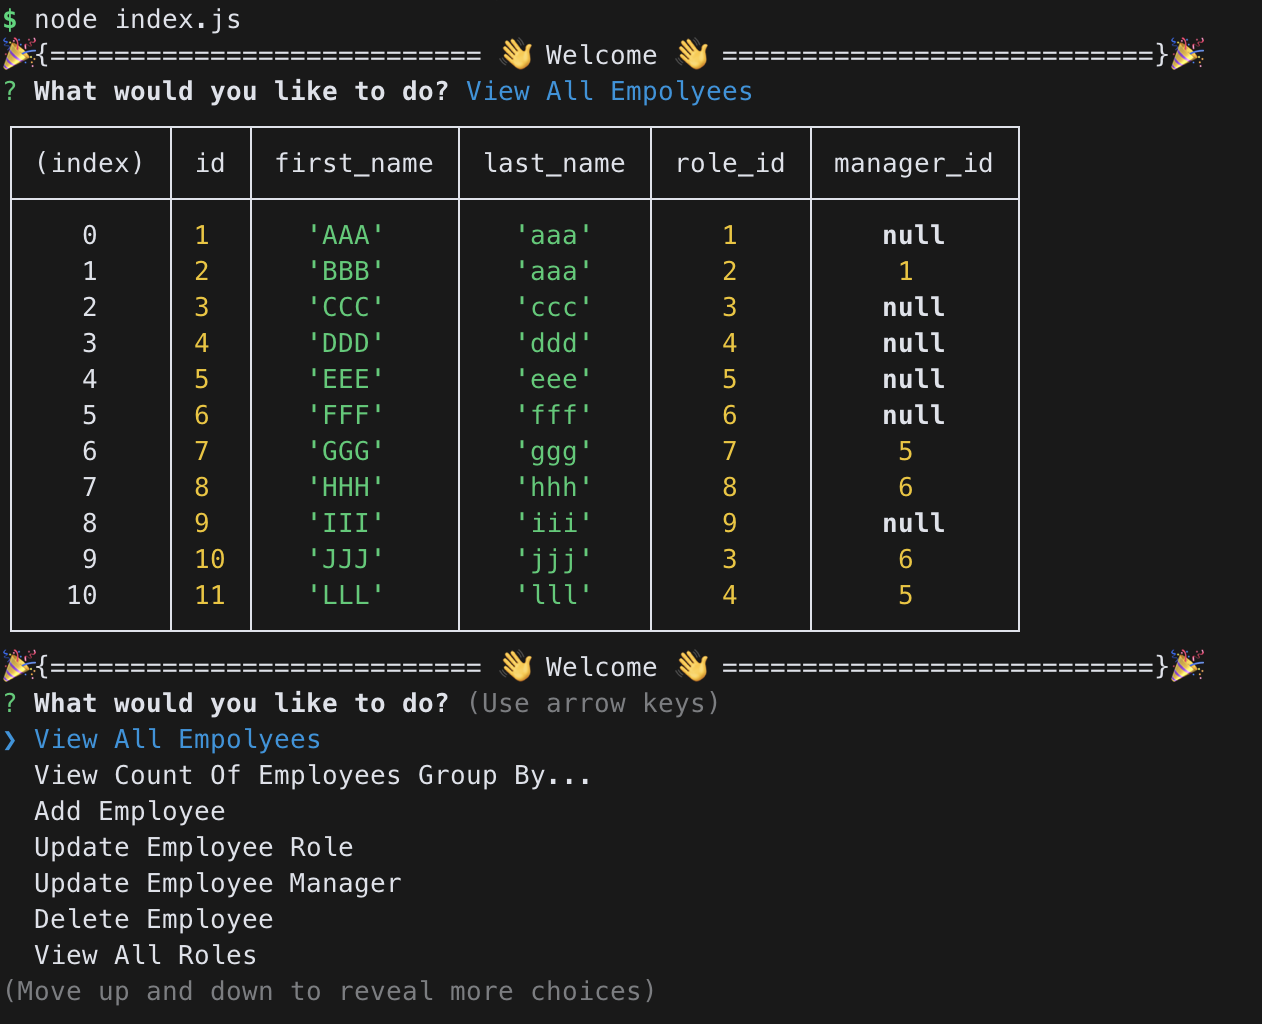 $ node index.js
🎉{=========================== 👋 Welcome 👋 ===========================}🎉
? What would you like to do? View All Empolyees
(index) id first_name last_name role_id manager_id
0 1 'AAA' 'aaa' 1 null
1 2 'BBB' 'aaa' 2 1
2 3 'CCC' 'ccc' 3 null
3 4 'DDD' 'ddd' 4 null
4 5 'EEE' 'eee' 5 null
5 6 'FFF' 'fff' 6 null
6 7 'GGG' 'ggg' 7 5
7 8 'HHH' 'hhh' 8 6
8 9 'III' 'iii' 9 null
9 10 'JJJ' 'jjj' 3 6
10 11 'LLL' 'lll' 4 5
🎉{=========================== 👋 Welcome 👋 ===========================}🎉
? What would you like to do? (Use arrow keys)
❯ View All Empolyees
View Count Of Employees Group By...
Add Employee
Update Employee Role
Update Employee Manager
Delete Employee
View All Roles
(Move up and down to reveal more choices)